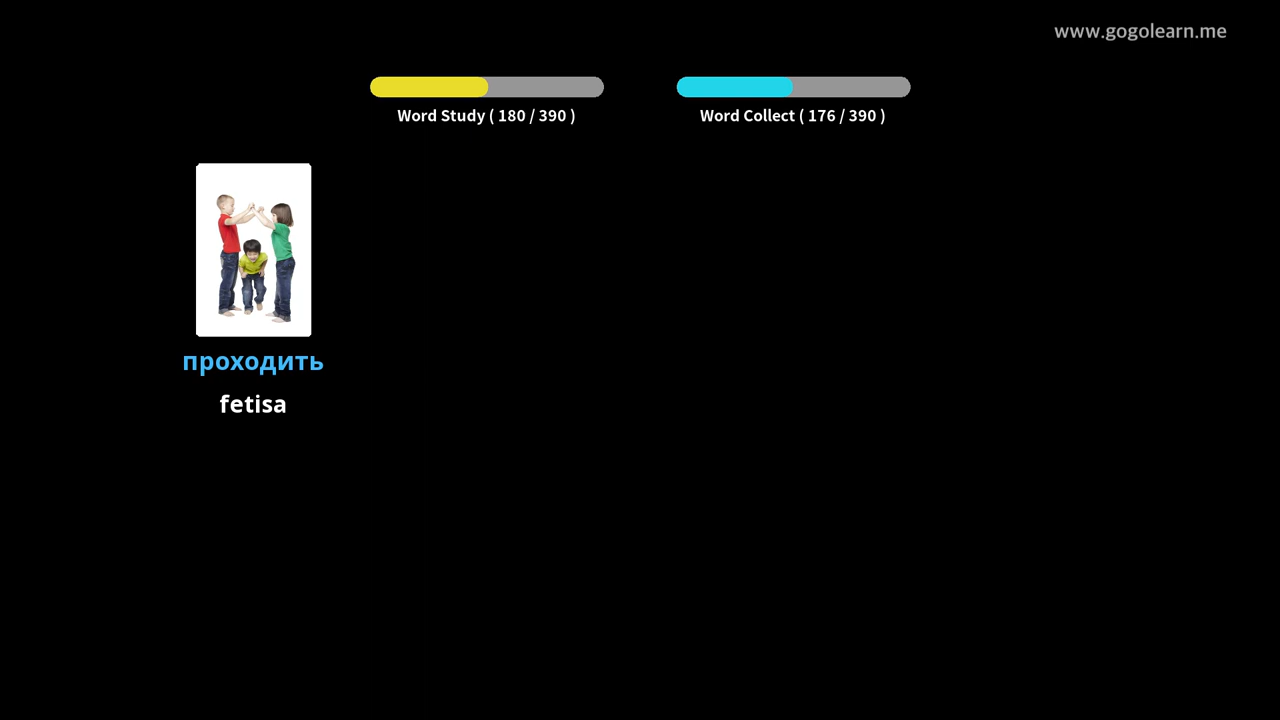 www.gogolearn.me
Word Study ( 180 / 390 )
Word Collect ( 176 / 390 )
проходить
fetisa